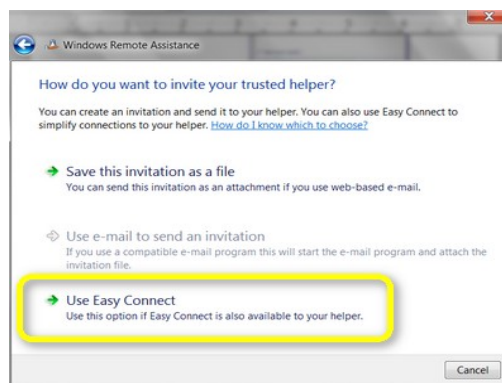 Windows Remote Assistance
How do you want to invite your trusted helper?
You can create an invitation and send it to your helper. You can also use Easy Connect to
simplify connections to your helper. How do I know which to choose?
Save this invitation as a file
You can send this invitation as an attachment if you use web-based e-mail.
Use e-mail to send an invitation
If you use a compatible e-mail program this will start the e-mail program and attach the
invitation file.
Use Easy Connect
Use this option if Easy Connect is also available to your helper.
Cancel